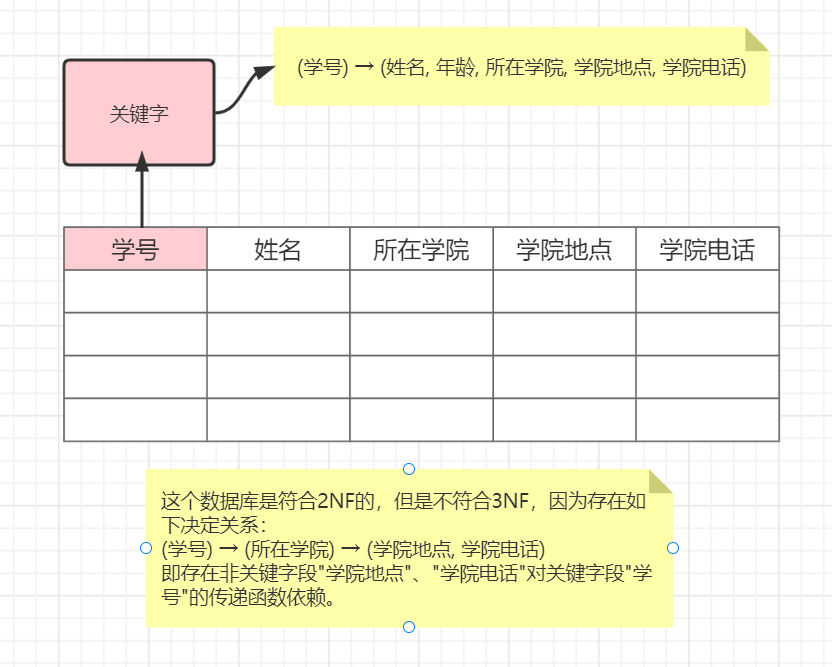 (学号) → (姓名, 年龄, 所在学院, 学院地点, 学院电话)
关键字
学号 姓名 所在学院 学院地点 学院电话
这个数据库是符合2NF的，但是不符合3NF，因为存在如
下决定关系：
(学号) → (所在学院) → (学院地点, 学院电话)
即存在非关键字段"学院地点"、"学院电话"对关键字段"学
号"的传递函数依赖。